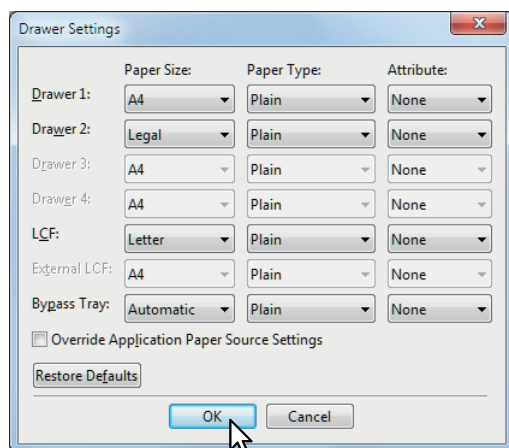 Drawer Settings
Paper Size: Paper Type: Attribute:
Drawer 1: A4 Plain None
Drawer 2: Legal Plain None
Drawer 3: A4 Plain None
Drawer 4: A4 Plain None
LCF: Letter Plain None
External LCF: A4 Plain None
Bypass Tray: Automatic Plain None
Override Application Paper Source Settings
Restore Defaults
OK Cancel